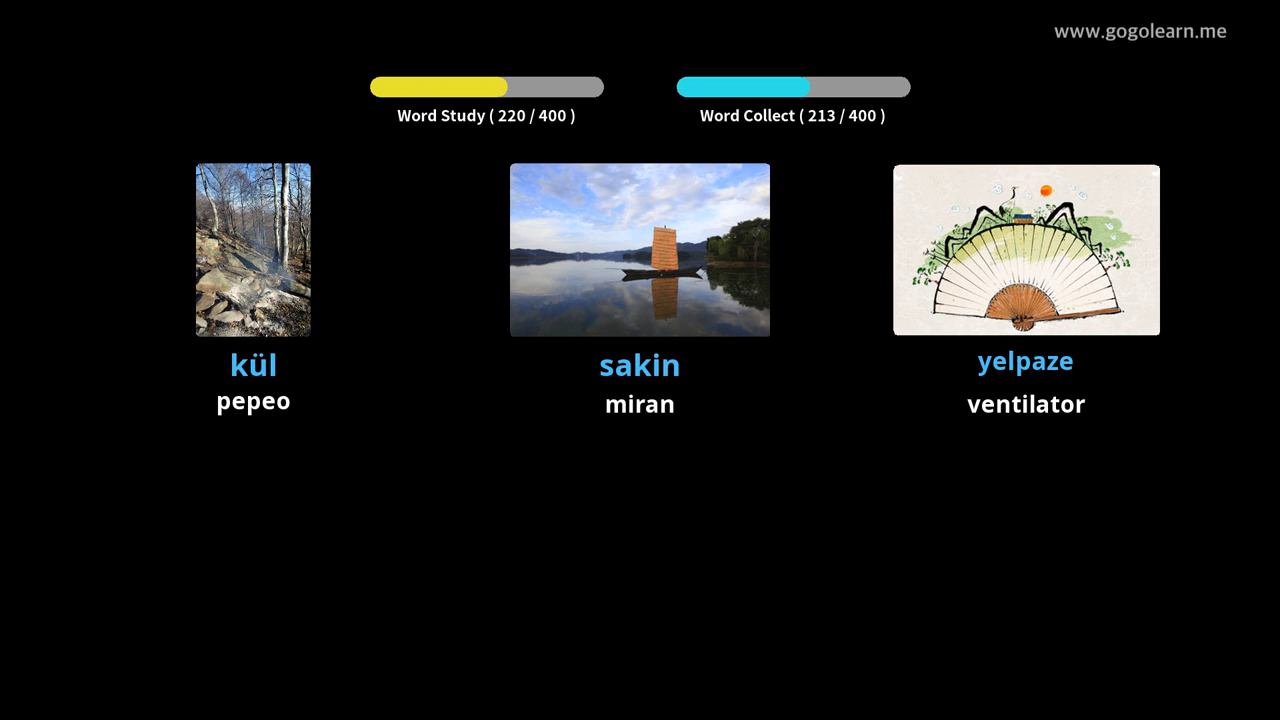 www.gogolearn.me
Word Study ( 220 / 400 )
Word Collect ( 213 / 400 )
kül
pepeo
sakin
miran
yelpaze
ventilator